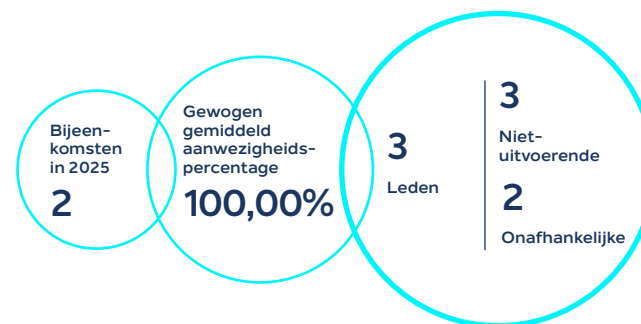 Bijeen-
komsten
in 2025
2
Gewogen
gemiddeld
aanwezigheids-
percentage
100,00%
3
Leden
3
Niet-
uitvoerende
2
Onafhankelijke